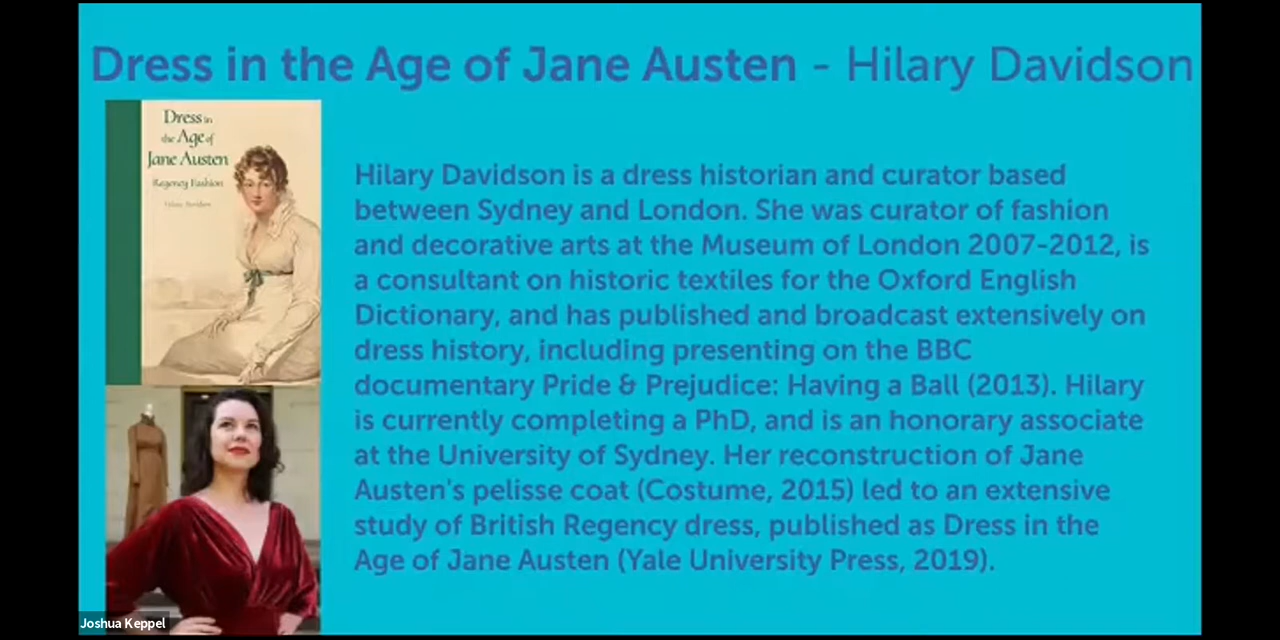 Dress in the Age of Jane Austen - Hilary Davidson
Dress in
the Age of
Jane Austen
Regency Fashion
Hilary Davidson
Hilary Davidson is a dress historian and curator based
between Sydney and London. She was curator of fashion
and decorative arts at the Museum of London 2007-2012, is
a consultant on historic textiles for the Oxford English
Dictionary, and has published and broadcast extensively on
dress history, including presenting on the BBC
documentary Pride & Prejudice: Having a Ball (2013). Hilary
is currently completing a PhD, and is an honorary associate
at the University of Sydney. Her reconstruction of Jane
Austen's pelisse coat (Costume, 2015) led to an extensive
study of British Regency dress, published as Dress in the
Age of Jane Austen (Yale University Press, 2019).
Joshua Keppel